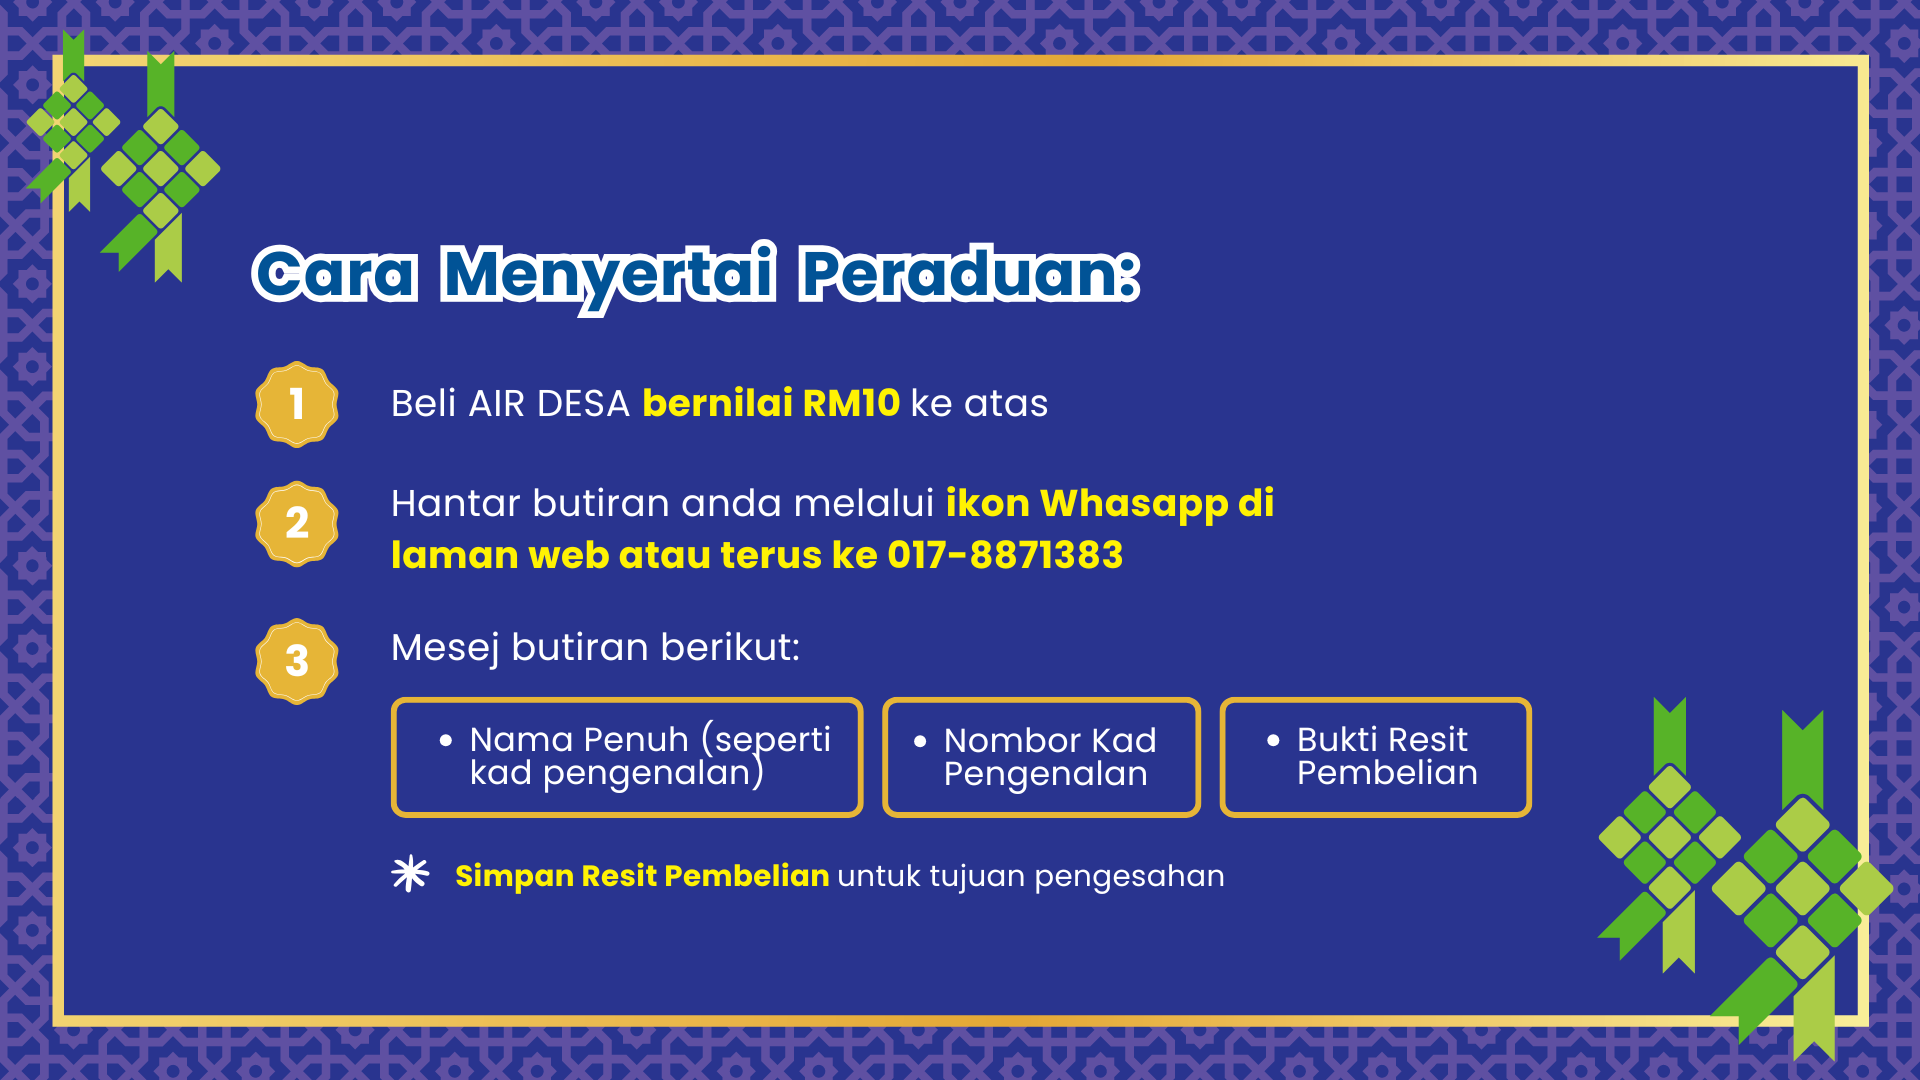 Cara Menyertai Peraduan:
1
Beli AIR DESA bernilai RM10 ke atas
2
Hantar butiran anda melalui ikon Whasapp di
laman web atau terus ke 017-8871383
3
Mesej butiran berikut:
• Nama Penuh (seperti
kad pengenalan)
• Nombor Kad
Pengenalan
• Bukti Resit
Pembelian
Simpan Resit Pembelian untuk tujuan pengesahan